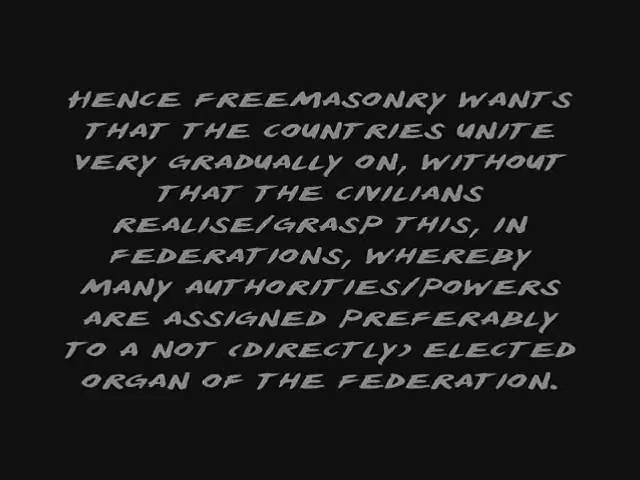 HENCE FREEMASONRY WANTS
THAT THE COUNTRIES UNITE
VERY GRADUALLY ON, WITHOUT
THAT THE CIVILIANS
REALISE/GRASP THIS, IN
FEDERATIONS, WHEREBY
MANY AUTHORITIES/POWERS
ARE ASSIGNED PREFERABLY
TO A NOT (DIRECTLY) ELECTED
ORGAN OF THE FEDERATION.